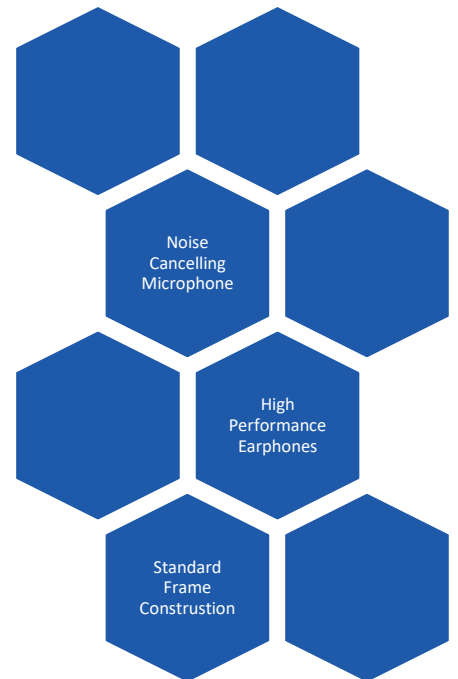 Noise
Cancelling
Microphone
High
Performance
Earphones
Standard
Frame
Construstion